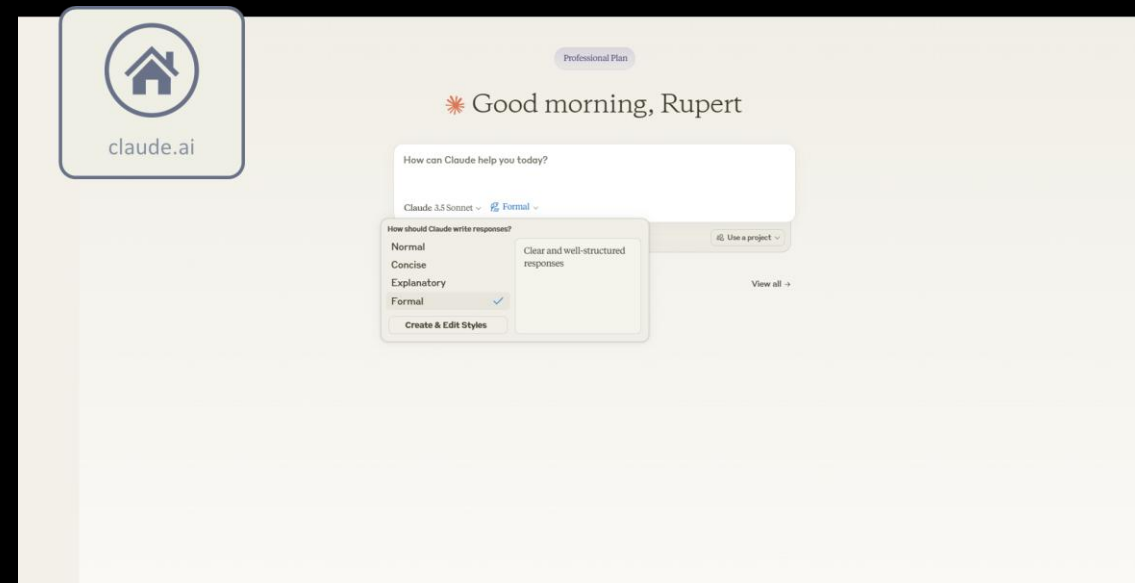 claude.ai
Professional Plan
Good morning, Rupert
How can Claude help you today?
Claude 3.5 Sonnet Formal
How should Claude write responses?
Normal
Concise
Explanatory
Formal
Create & Edit Styles
Clear and well-structured
responses
Use a project
View all →